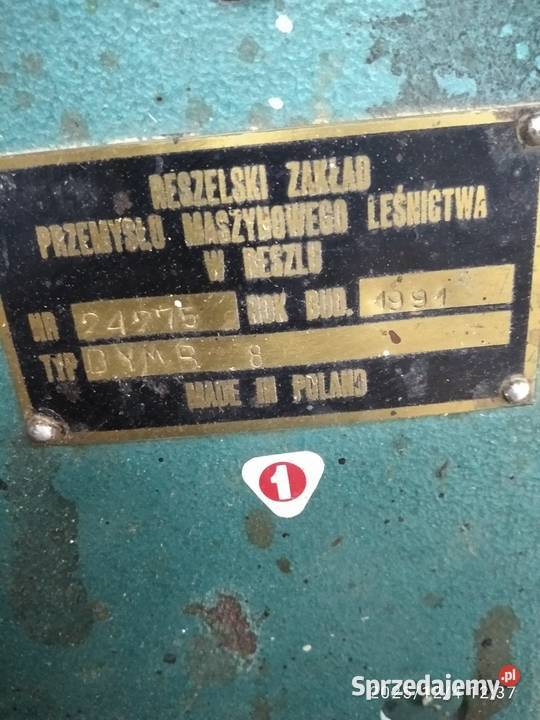 RESZELSKI ZAKŁAD
PRZEMYSŁU MASZYNOWEGO LEŚNICTWA
W RESZLU
NR 24275 ROK BUD. 1991
TYP DYMB 8
MADE IN POLAND
1
Sprzedajemy.pl